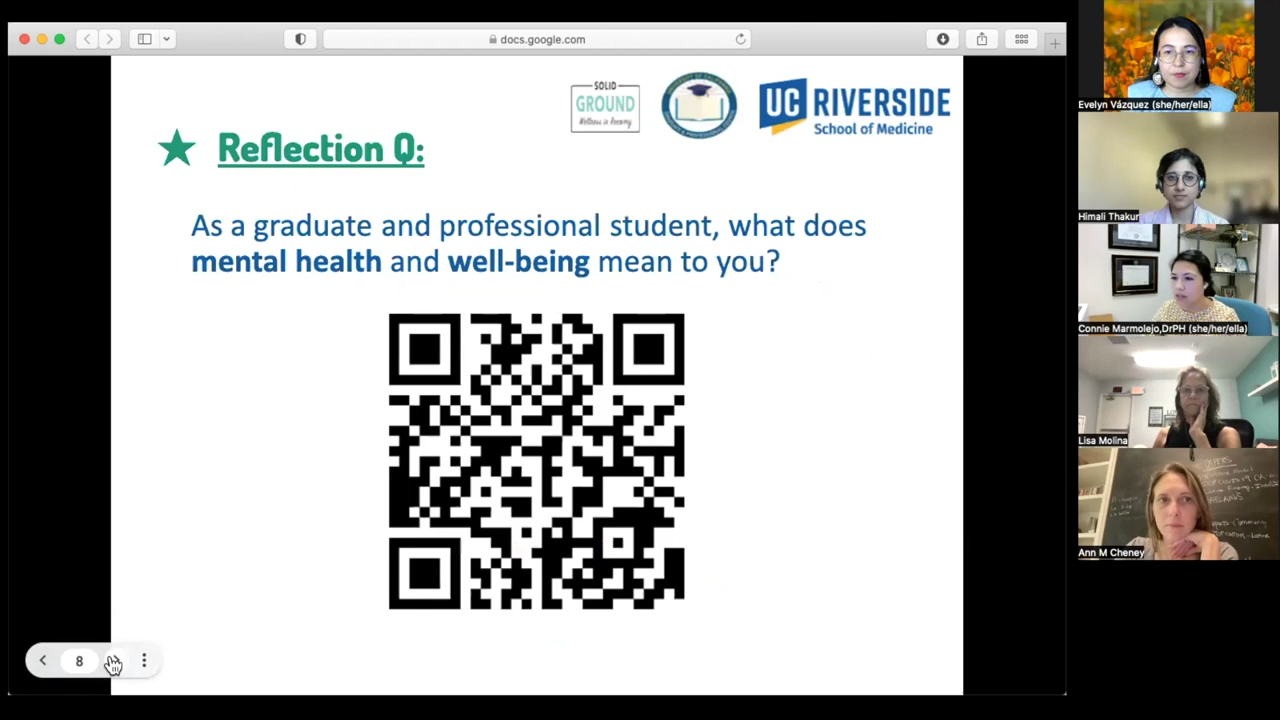 docs.google.com
SOLID
GROUND
Wellness in Academy
UC RIVERSIDE
School of Medicine
Reflection Q:
As a graduate and professional student, what does
mental health and well-being mean to you?
8
Evelyn Vázquez (she/her/ella)
Himali Thakur
Connie Marmolejo,DrPH (she/her/ella)
Lisa Molina
Ann M Cheney